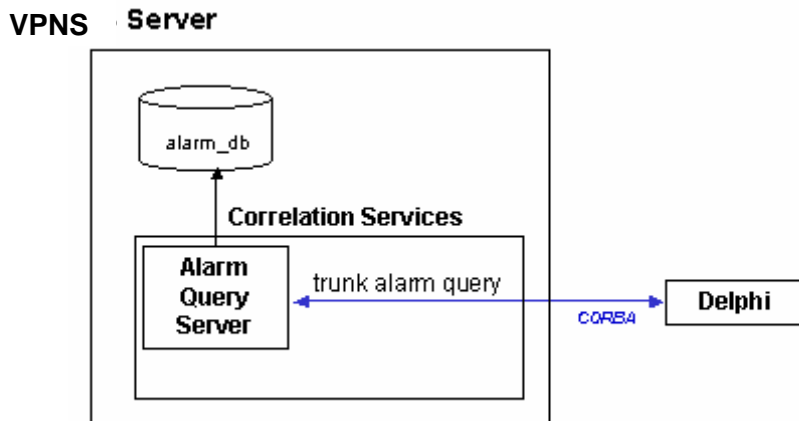 VPNS Server
alarm_db
Correlation Services
Alarm
Query
Server
trunk alarm query
CORBA
Delphi